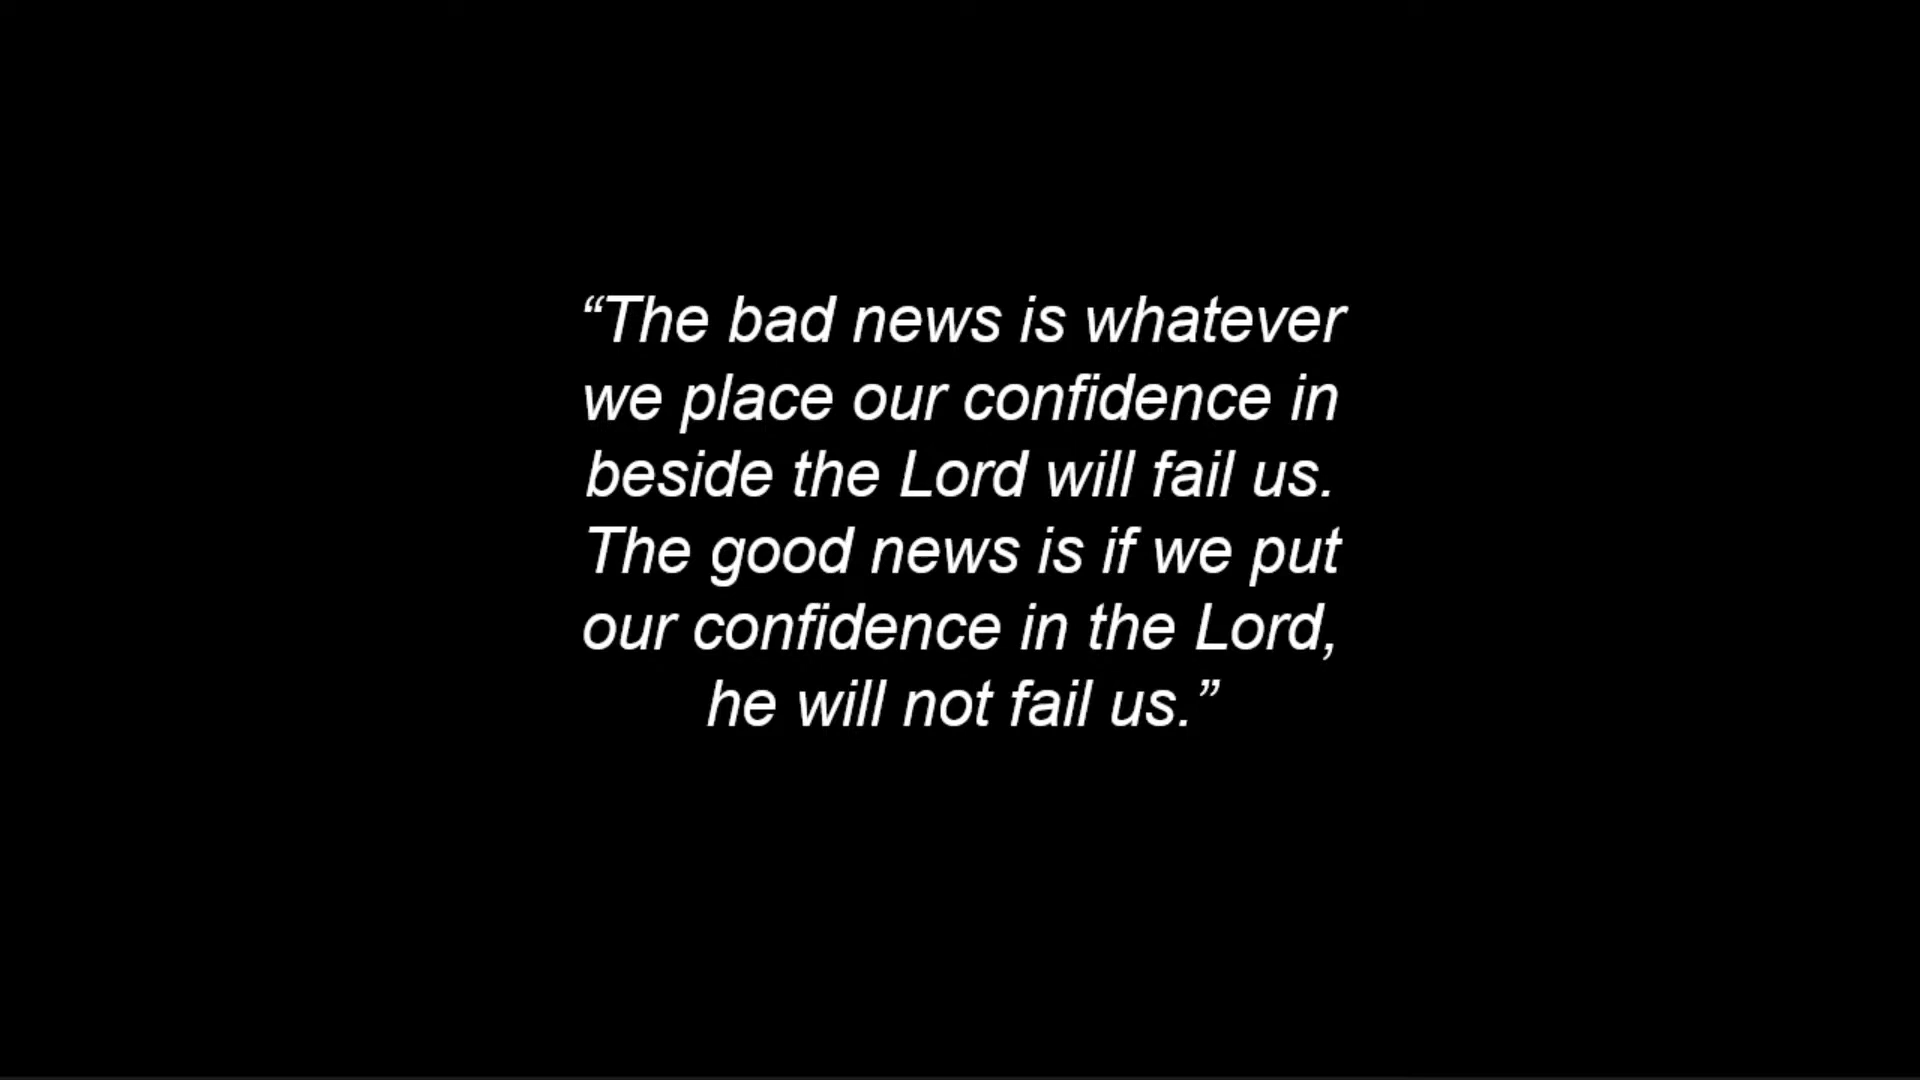 “The bad news is whatever
we place our confidence in
beside the Lord will fail us.
The good news is if we put
our confidence in the Lord,
he will not fail us.”